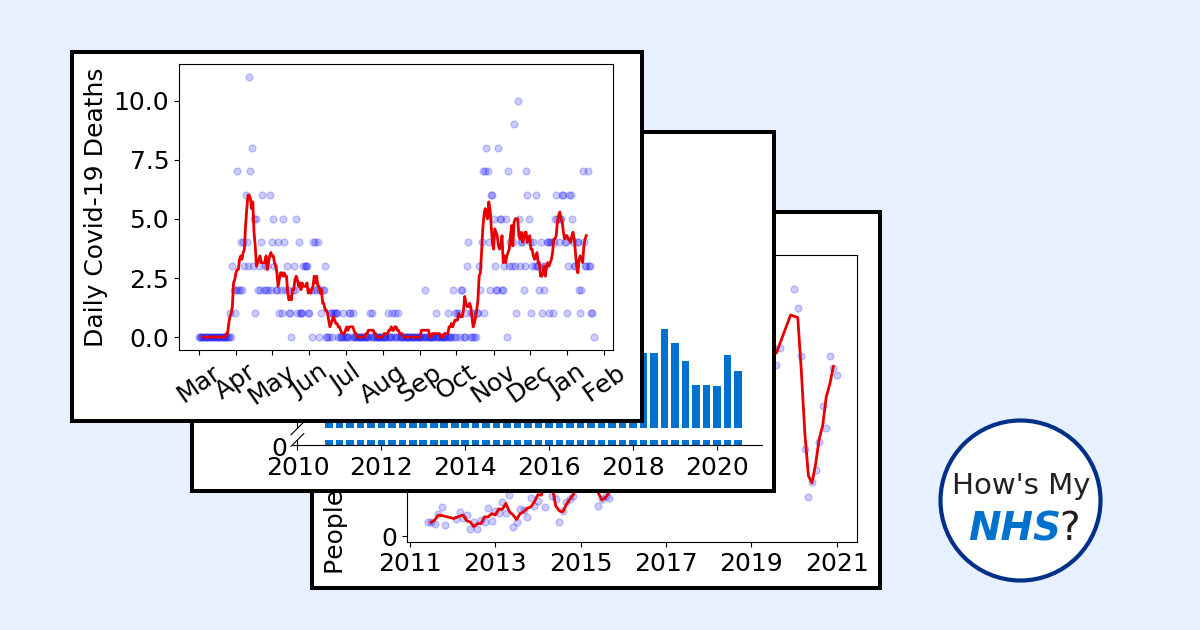 Daily Covid-19 Deaths
10.0
7.5
5.0
2.5
0.0
Mar Apr May Jun Jul Aug Sep Oct Nov Dec Jan Feb
0
2010 2012 2014 2016 2018 2020
People
0
2011 2013 2015 2017 2019 2021
How's My
NHS?